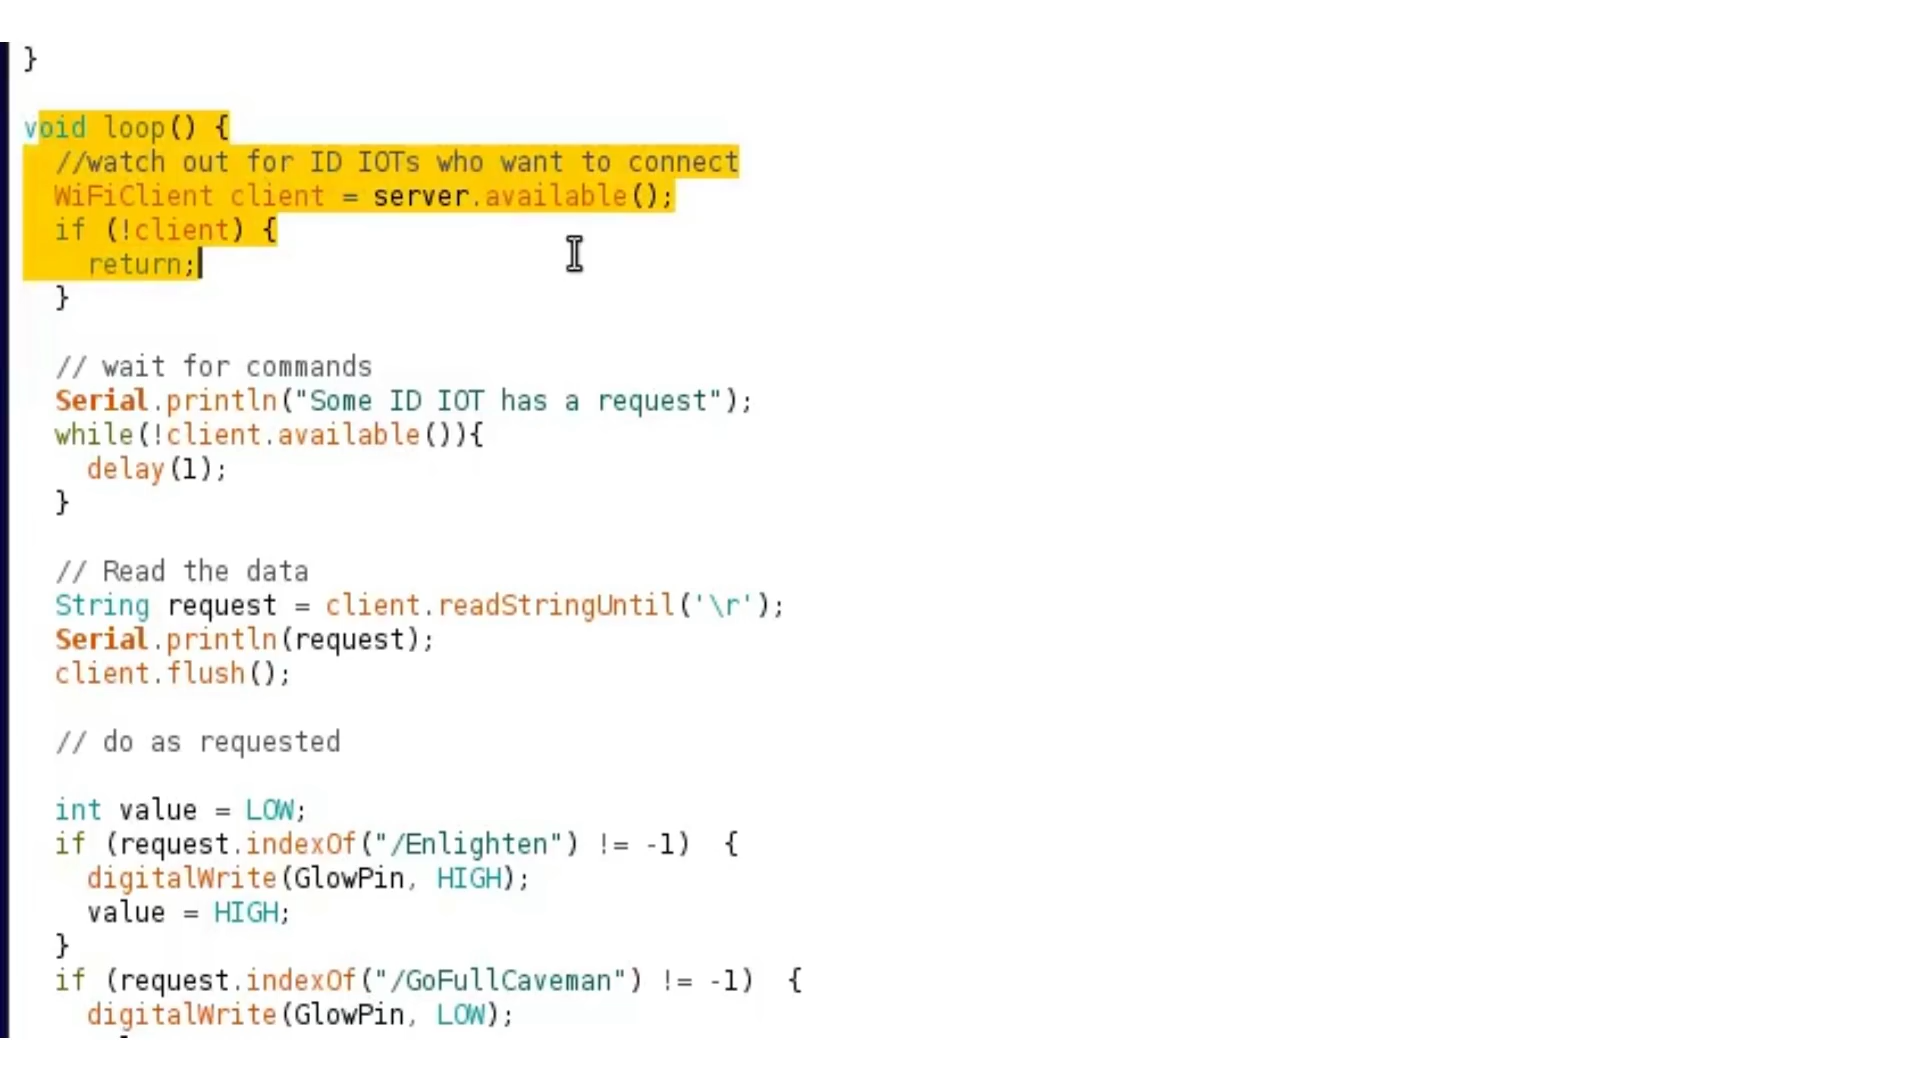 }
void loop() {
//watch out for ID IOTs who want to connect
WiFiClient client = server.available();
if (!client) {
return;
}
// wait for commands
Serial.println("Some ID IOT has a request");
while(!client.available()){
delay(1);
}
// Read the data
String request = client.readStringUntil('\r');
Serial.println(request);
client.flush();
// do as requested
int value = LOW;
if (request.indexOf("/Enlighten") != -1)  {
digitalWrite(GlowPin, HIGH);
value = HIGH;
}
if (request.indexOf("/GoFullCaveman") != -1)  {
digitalWrite(GlowPin, LOW);